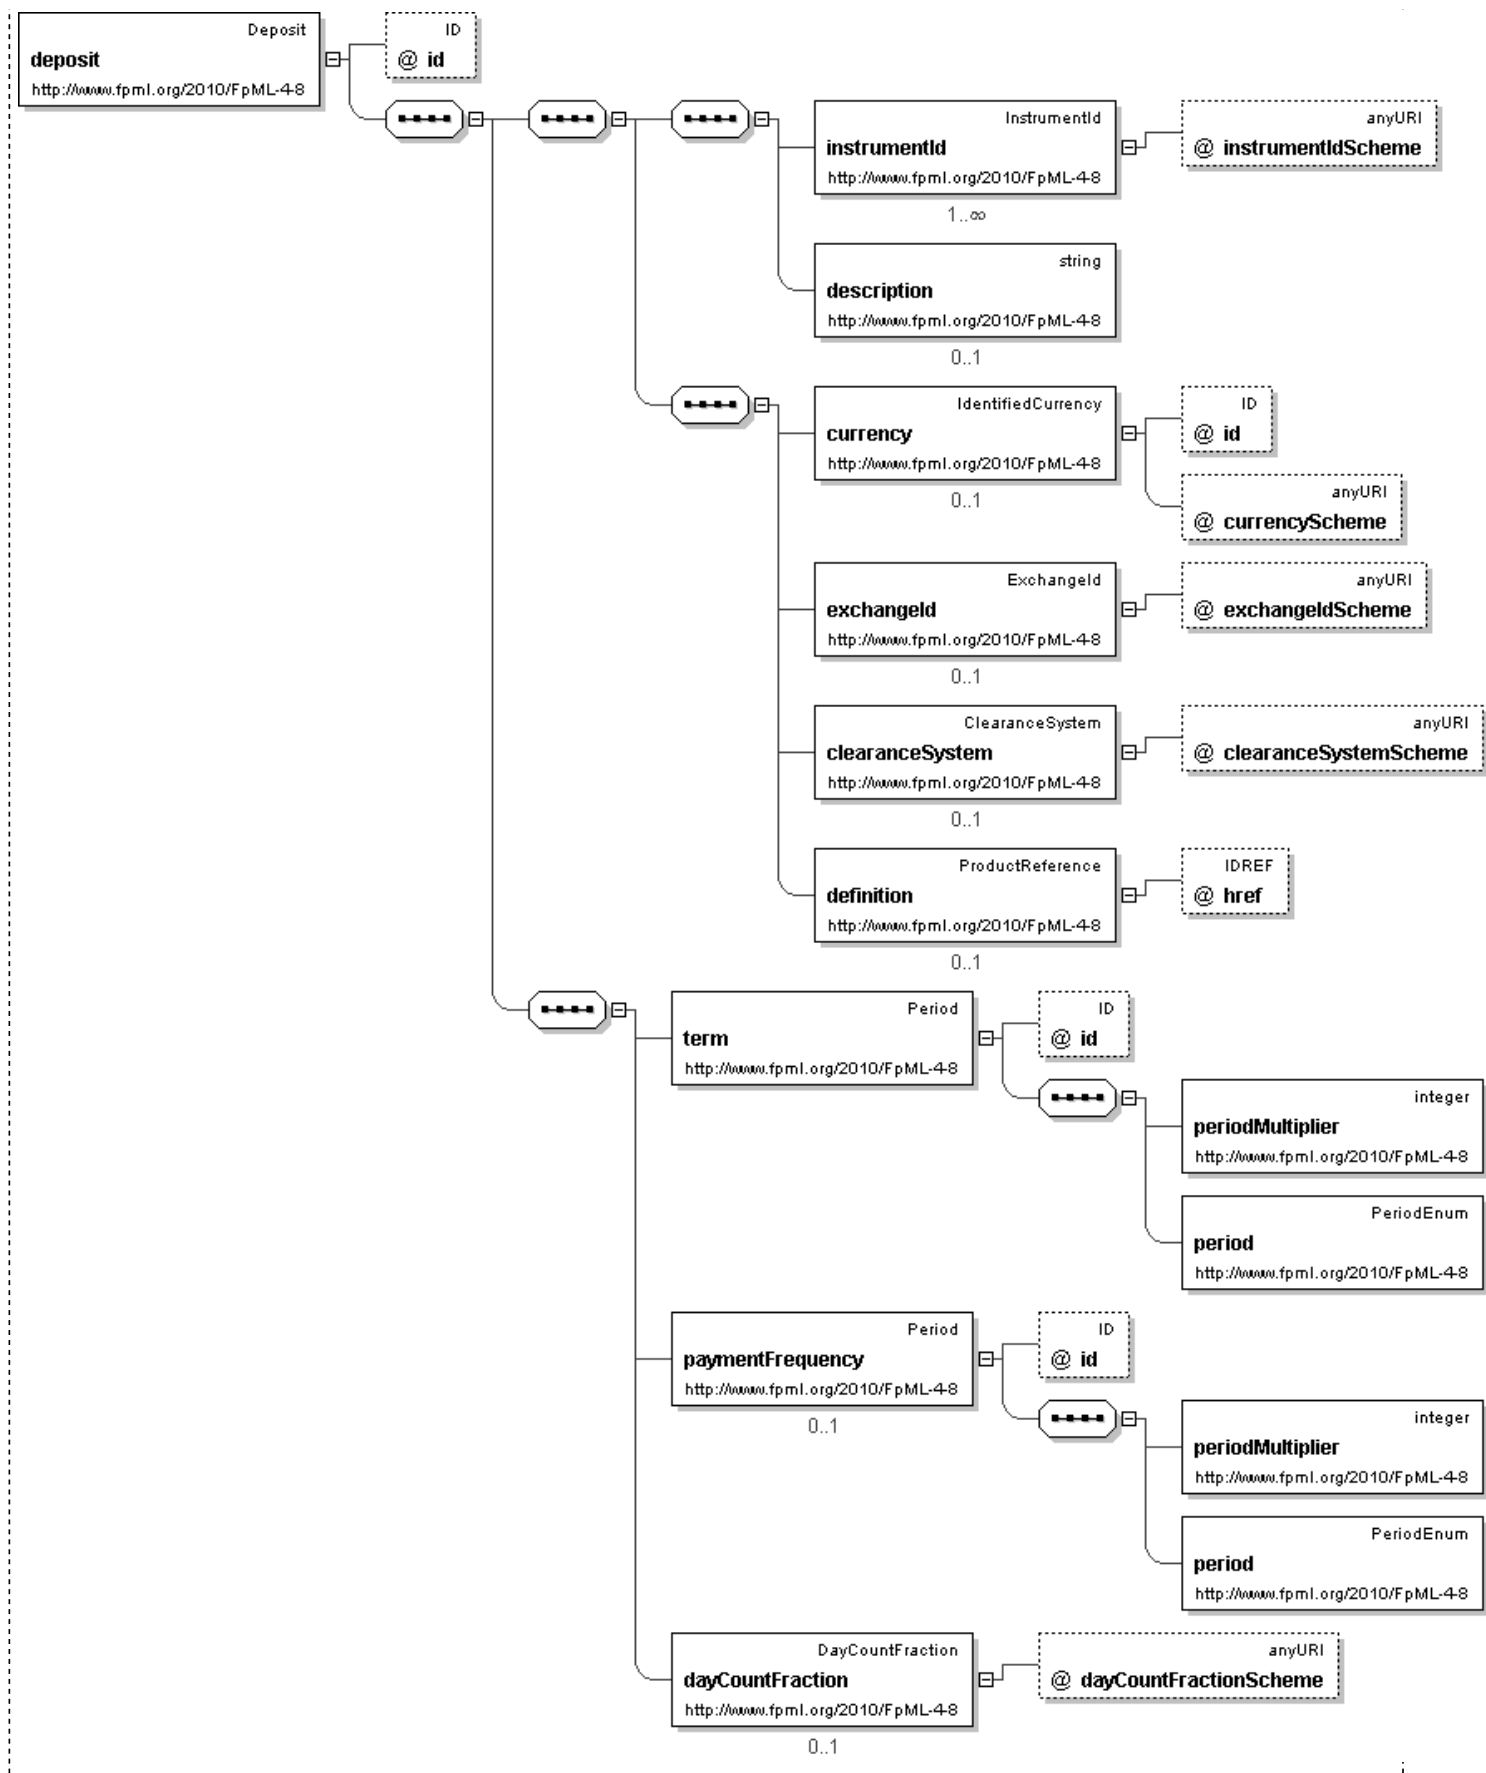 Deposit
deposit
http://www.fpml.org/2010/FpML-4-8
ID
@ id
InstrumentId
instrumentId
http://www.fpml.org/2010/FpML-4-8
1..∞
anyURI
@ instrumentIdScheme
string
description
http://www.fpml.org/2010/FpML-4-8
0..1
IdentifiedCurrency
currency
http://www.fpml.org/2010/FpML-4-8
0..1
ID
@ id
anyURI
@ currencyScheme
ExchangeId
exchangeId
http://www.fpml.org/2010/FpML-4-8
0..1
anyURI
@ exchangeIdScheme
ClearanceSystem
clearanceSystem
http://www.fpml.org/2010/FpML-4-8
0..1
anyURI
@ clearanceSystemScheme
ProductReference
definition
http://www.fpml.org/2010/FpML-4-8
0..1
IDREF
@ href
Period
term
http://www.fpml.org/2010/FpML-4-8
ID
@ id
integer
periodMultiplier
http://www.fpml.org/2010/FpML-4-8
PeriodEnum
period
http://www.fpml.org/2010/FpML-4-8
Period
paymentFrequency
http://www.fpml.org/2010/FpML-4-8
0..1
ID
@ id
integer
periodMultiplier
http://www.fpml.org/2010/FpML-4-8
PeriodEnum
period
http://www.fpml.org/2010/FpML-4-8
DayCountFraction
dayCountFraction
http://www.fpml.org/2010/FpML-4-8
0..1
anyURI
@ dayCountFractionScheme